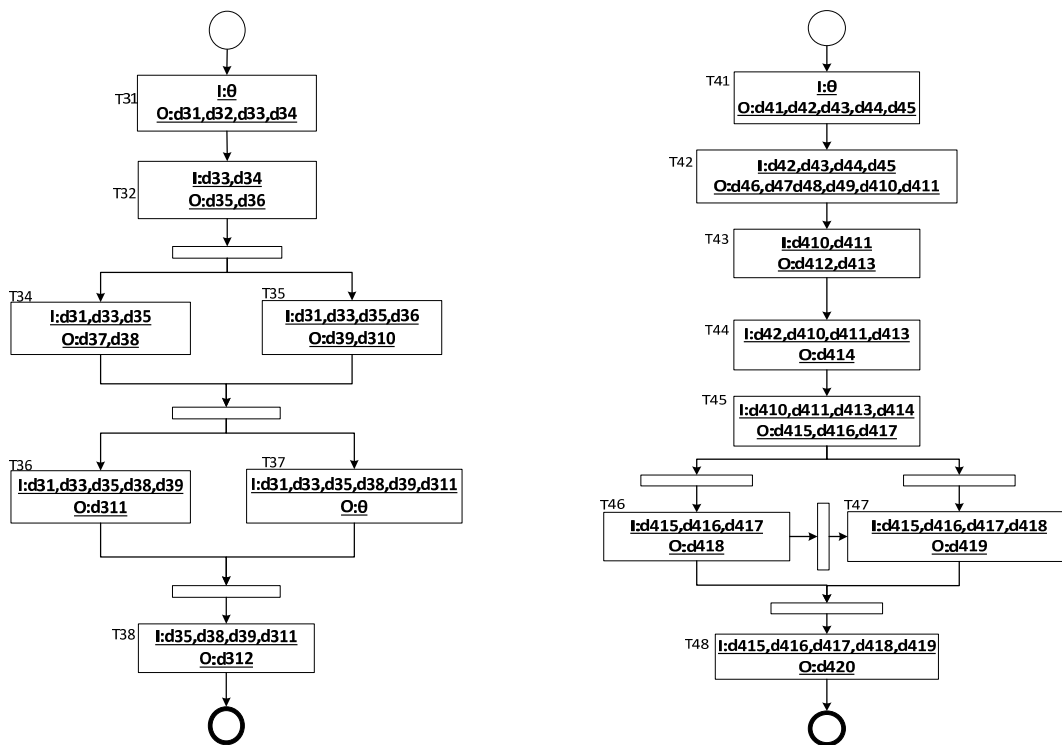 T31
I:θ
O:d31,d32,d33,d34
T32
I:d33,d34
O:d35,d36
T34
I:d31,d33,d35
O:d37,d38
T35
I:d31,d33,d35,d36
O:d39,d310
T36
I:d31,d33,d35,d38,d39
O:d311
T37
I:d31,d33,d35,d38,d39,d311
O:θ
T38
I:d35,d38,d39,d311
O:d312
T41
I:θ
O:d41,d42,d43,d44,d45
T42
I:d42,d43,d44,d45
O:d46,d47d48,d49,d410,d411
T43
I:d410,d411
O:d412,d413
T44
I:d42,d410,d411,d413
O:d414
T45
I:d410,d411,d413,d414
O:d415,d416,d417
T46
I:d415,d416,d417
O:d418
T47
I:d415,d416,d417,d418
O:d419
T48
I:d415,d416,d417,d418,d419
O:d420